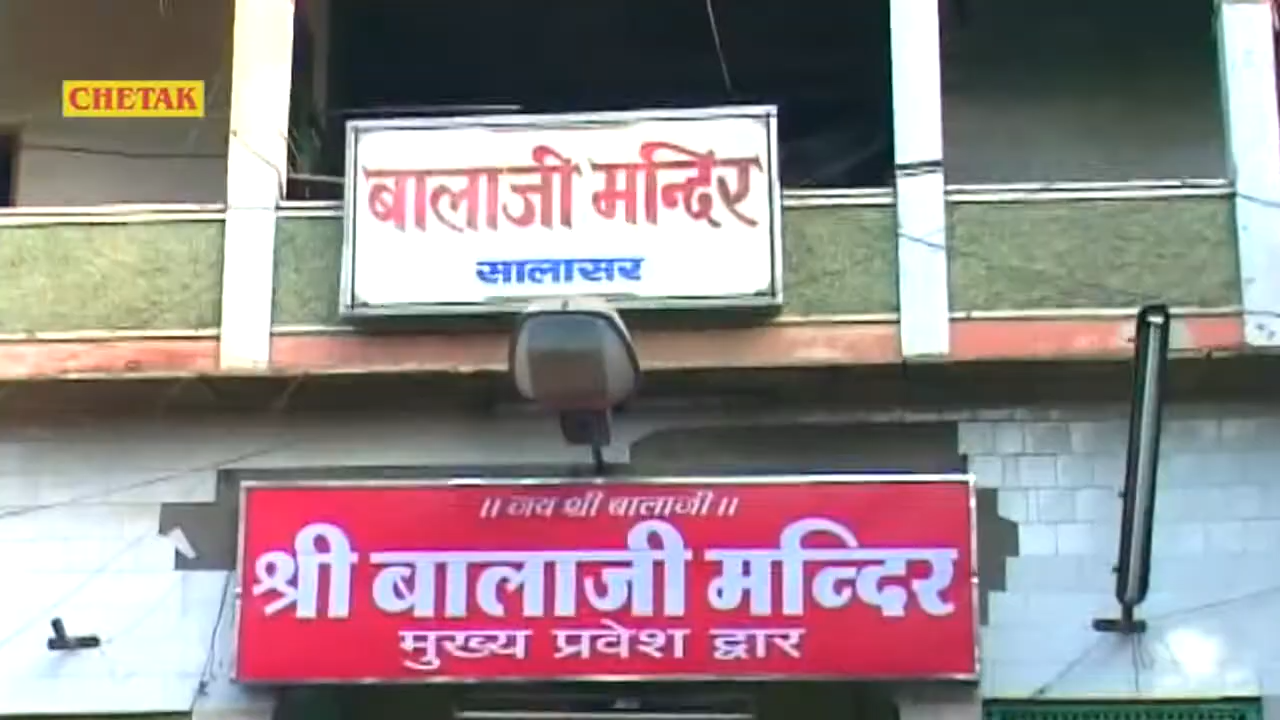 CHETAK
बालाजी मन्दिर
सालासर
।। जय श्री बालाजी ।।
श्री बालाजी मन्दिर
मुख्य प्रवेश द्वार